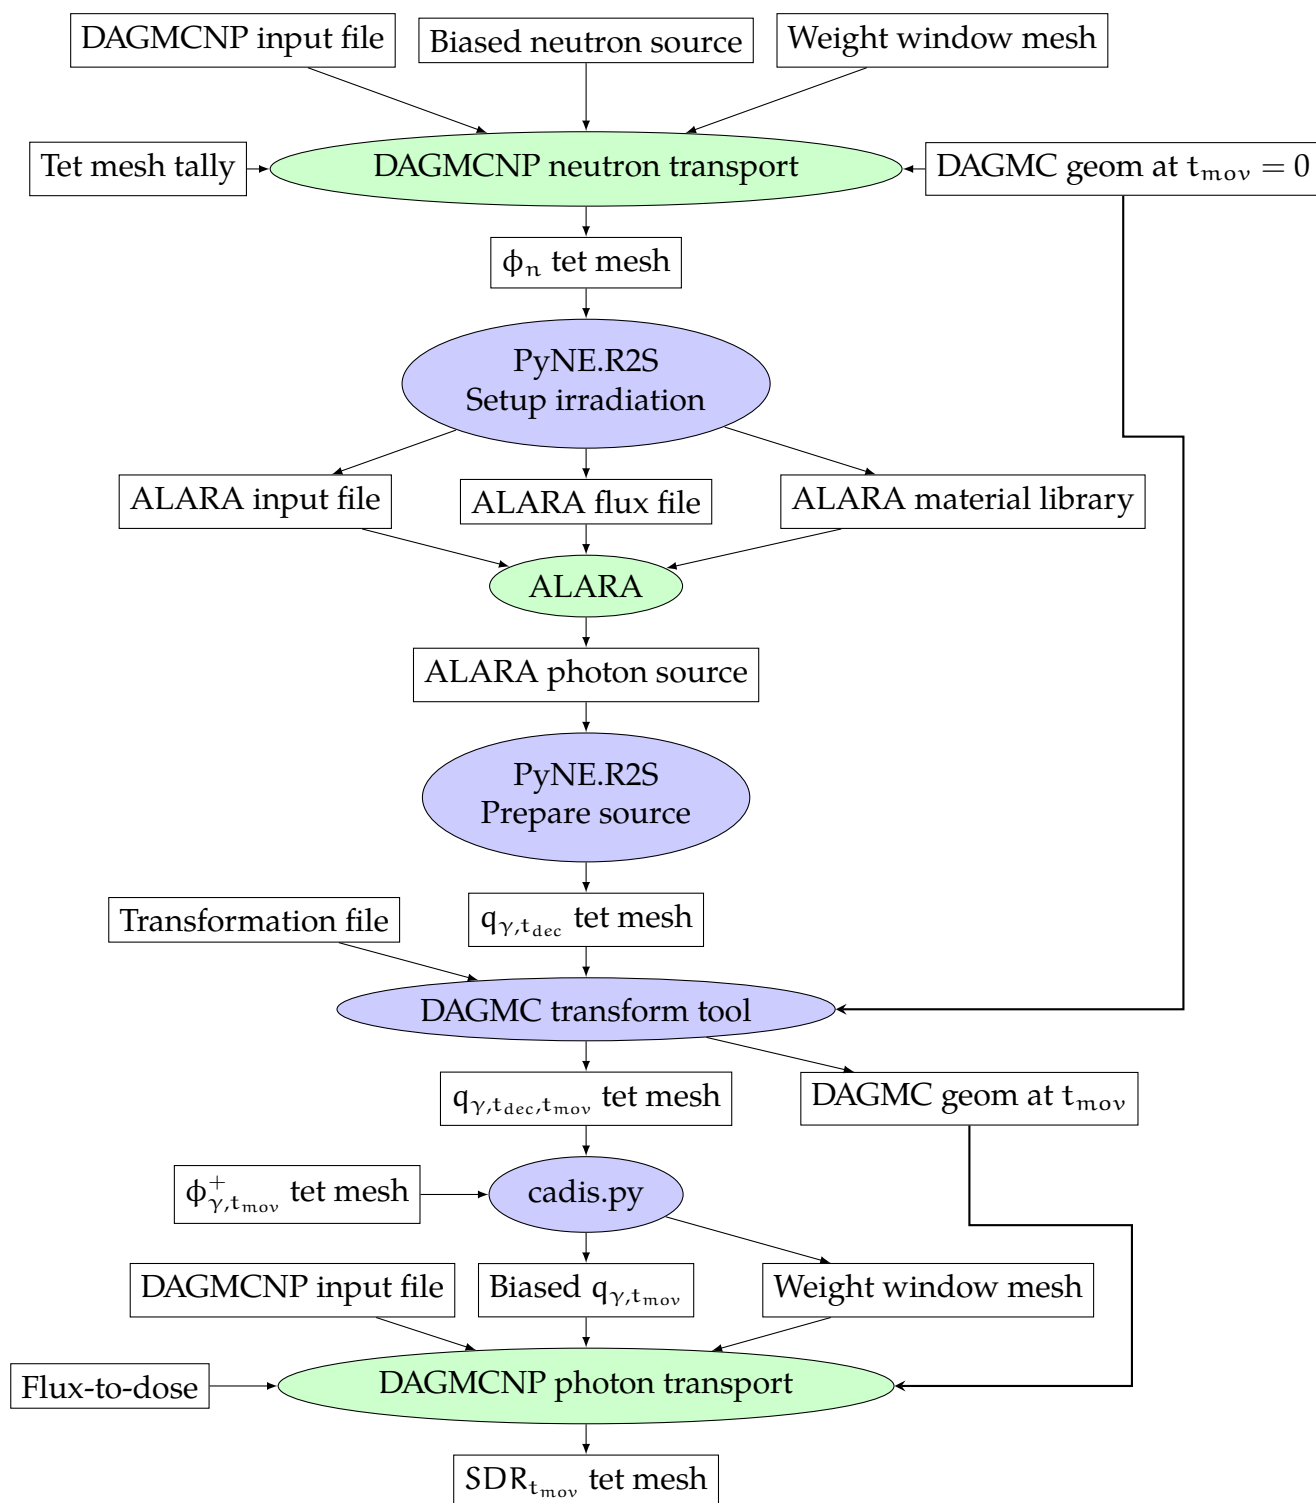 DAGMCNP input file
Biased neutron source
Weight window mesh
Tet mesh tally
DAGMCNP neutron transport
DAGMC geom at t_mov = 0
ϕ_n tet mesh
PyNE.R2S
Setup irradiation
ALARA input file
ALARA flux file
ALARA material library
ALARA
ALARA photon source
PyNE.R2S
Prepare source
Transformation file
q_γ,t_dec tet mesh
DAGMC transform tool
q_γ,t_dec,t_mov tet mesh
DAGMC geom at t_mov
ϕ⁺_γ,t_mov tet mesh
cadis.py
DAGMCNP input file
Biased q_γ,t_mov
Weight window mesh
Flux-to-dose
DAGMCNP photon transport
SDR_t_mov tet mesh